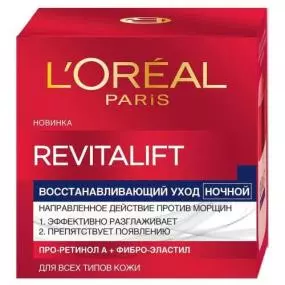 L'ORÉAL
PARIS
НОВИНКА
REVITALIFT
ВОССТАНАВЛИВАЮЩИЙ УХОД НОЧНОЙ
НАПРАВЛЕННОЕ ДЕЙСТВИЕ ПРОТИВ МОРЩИН
1. ЭФФЕКТИВНО РАЗГЛАЖИВАЕТ
2. ПРЕПЯТСТВУЕТ ПОЯВЛЕНИЮ
ПРО-РЕТИНОЛ А + ФИБРО-ЭЛАСТИЛ
ДЛЯ ВСЕХ ТИПОВ КОЖИ